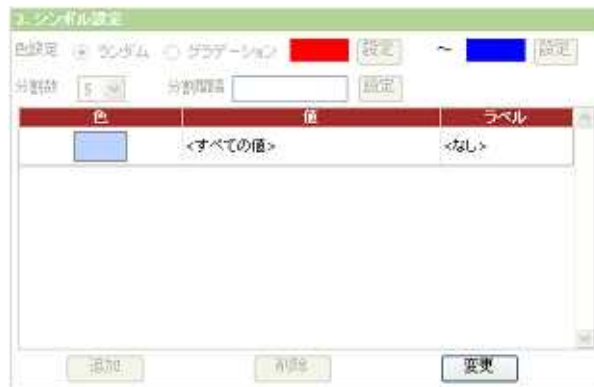 3. シンボル設定
色設定 ランダム グラデーション 設定 ～ 設定
分割数 5 分割間隔 設定
色 値 ラベル
<すべての値> <なし>
追加 削除 変更